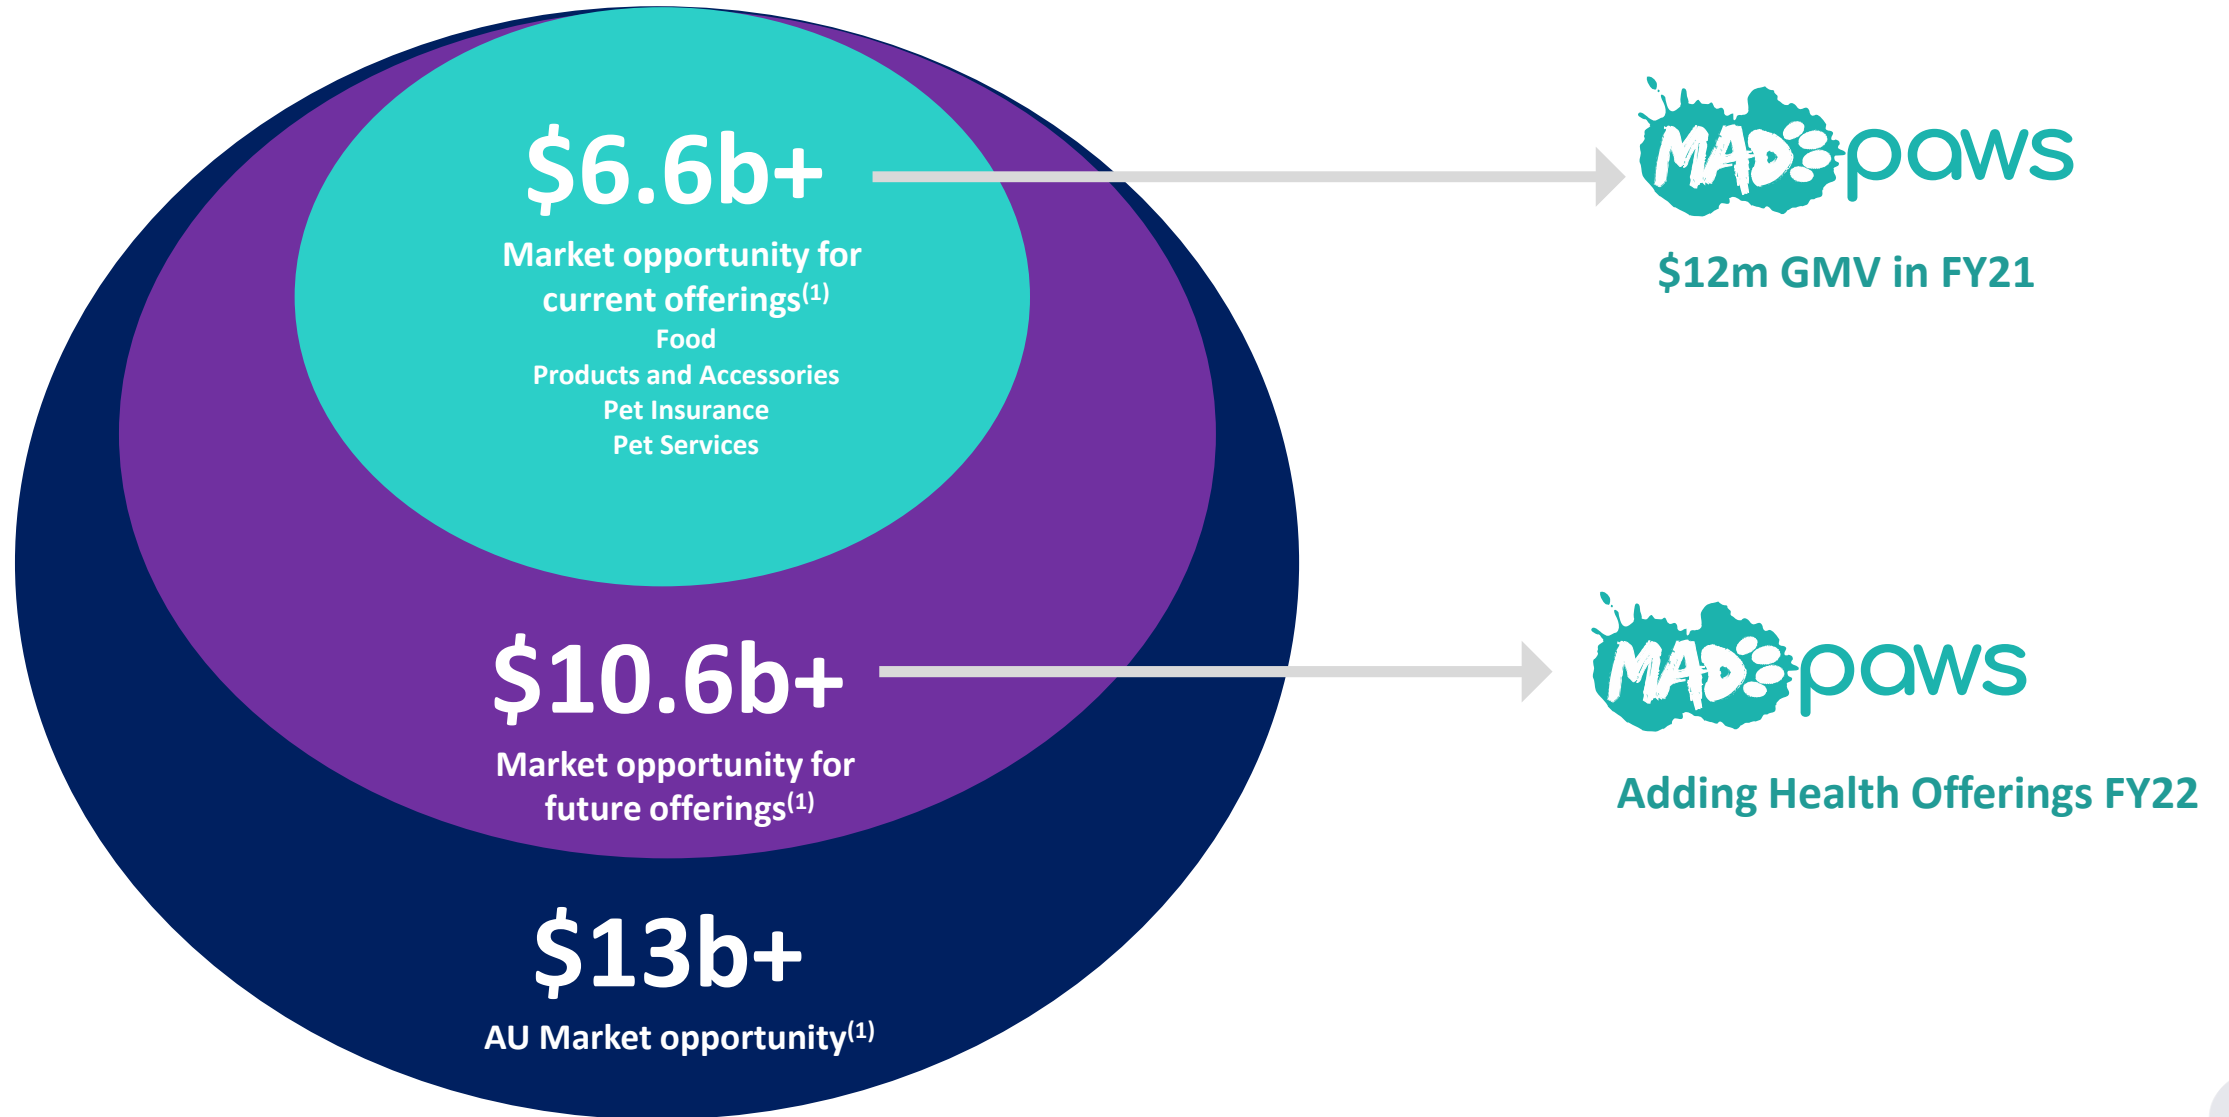 $6.6b+
Market opportunity for
current offerings(1)
Food
Products and Accessories
Pet Insurance
Pet Services
MAD paws
$12m GMV in FY21
$10.6b+
Market opportunity for
future offerings(1)
MAD paws
Adding Health Offerings FY22
$13b+
AU Market opportunity(1)